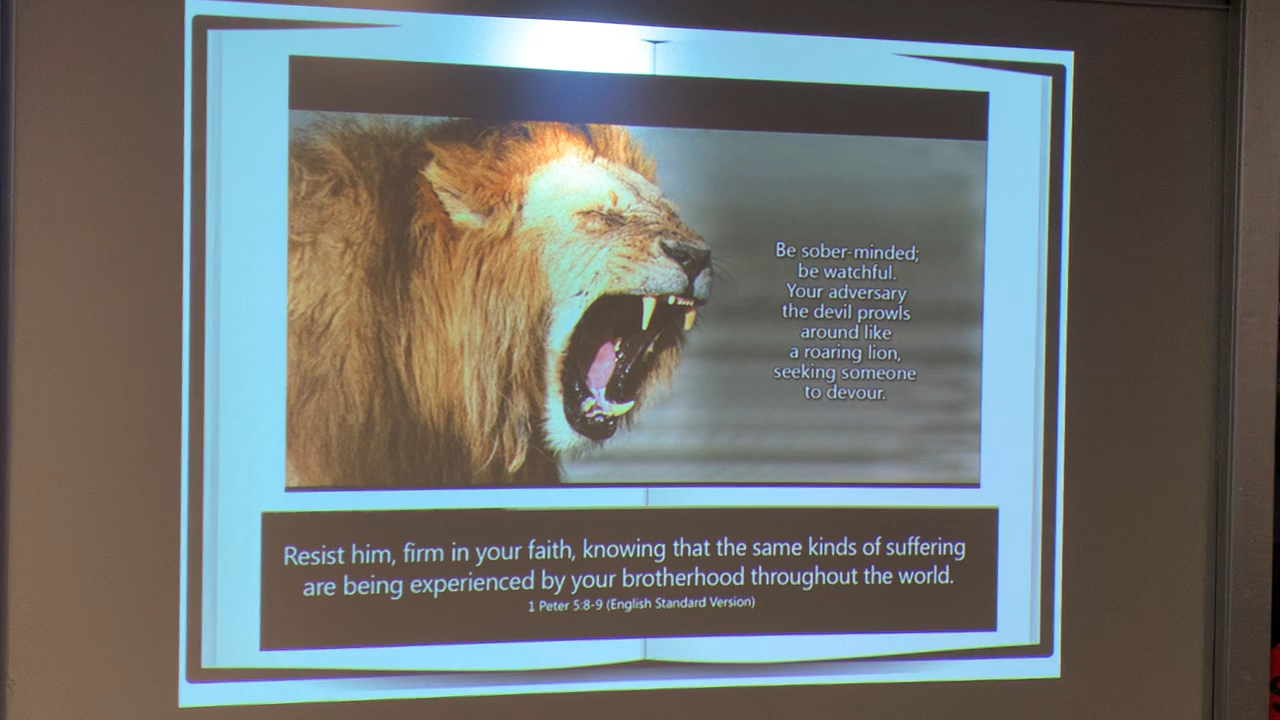 Be sober-minded;
be watchful.
Your adversary
the devil prowls
around like
a roaring lion,
seeking someone
to devour.
Resist him, firm in your faith, knowing that the same kinds of suffering
are being experienced by your brotherhood throughout the world.
1 Peter 5:8-9 (English Standard Version)